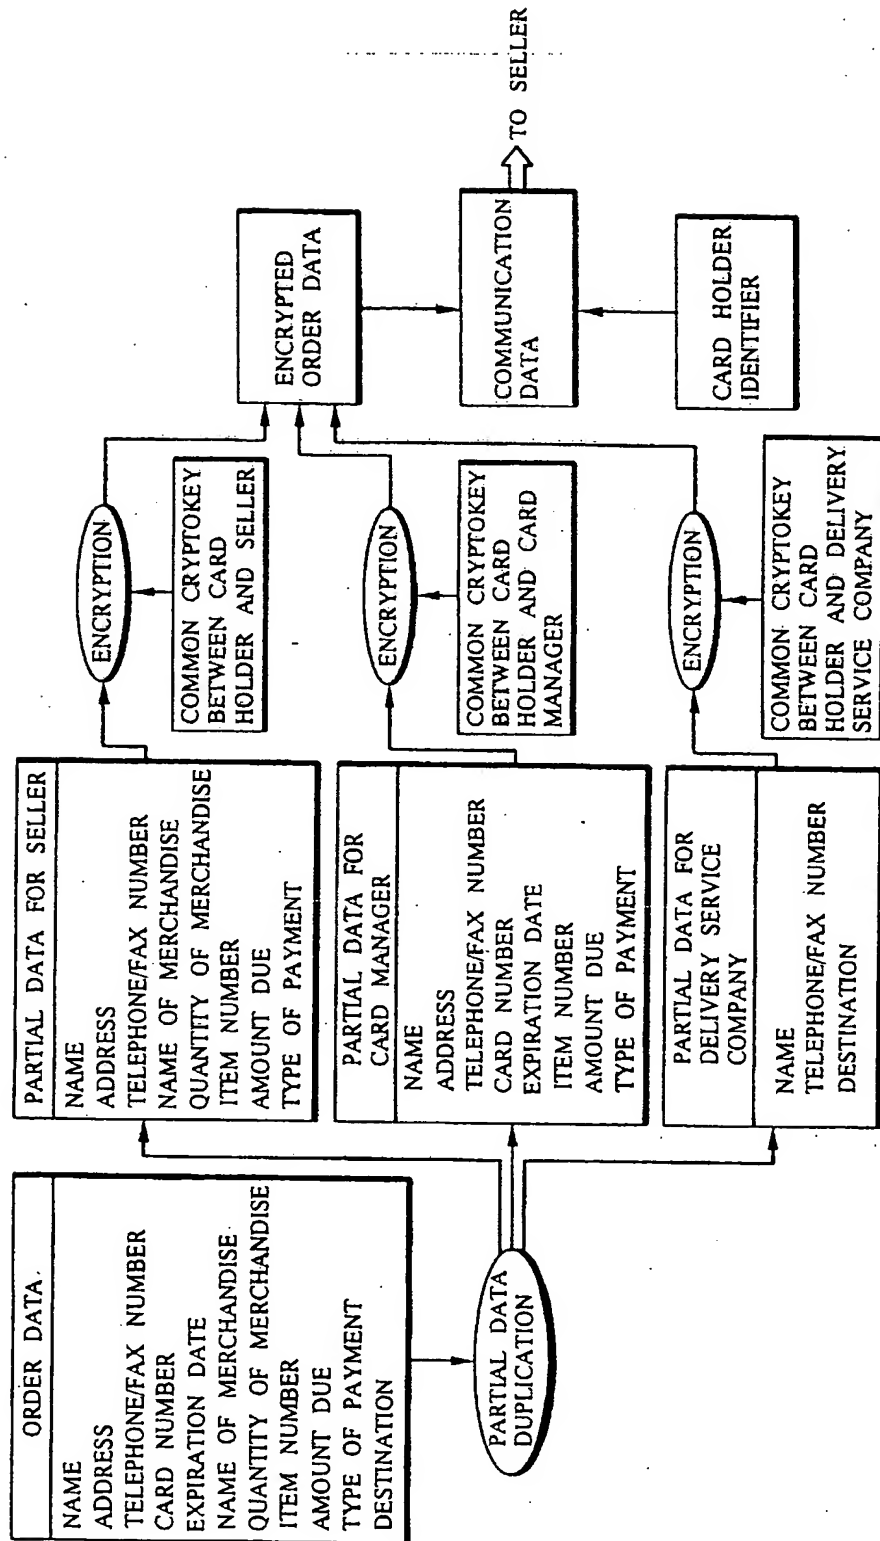 ORDER DATA.
NAME
ADDRESS
TELEPHONE/FAX NUMBER
CARD NUMBER
EXPIRATION DATE
NAME OF MERCHANDISE
QUANTITY OF MERCHANDISE
ITEM NUMBER
AMOUNT DUE
TYPE OF PAYMENT
DESTINATION
PARTIAL DATA
DUPLICATION
PARTIAL DATA FOR SELLER
NAME
ADDRESS
TELEPHONE/FAX NUMBER
NAME OF MERCHANDISE
QUANTITY OF MERCHANDISE
ITEM NUMBER
AMOUNT DUE
TYPE OF PAYMENT
PARTIAL DATA FOR
CARD MANAGER
NAME
ADDRESS
TELEPHONE/FAX NUMBER
CARD NUMBER
EXPIRATION DATE
ITEM NUMBER
AMOUNT DUE
TYPE OF PAYMENT
PARTIAL DATA FOR
DELIVERY SERVICE
COMPANY
NAME
TELEPHONE/FAX NUMBER
DESTINATION
ENCRYPTION
COMMON CRYPTOKEY
BETWEEN CARD
HOLDER AND SELLER
ENCRYPTION
COMMON CRYPTOKEY
BETWEEN CARD
HOLDER AND CARD
MANAGER
ENCRYPTION
COMMON CRYPTOKEY
BETWEEN CARD
HOLDER AND DELIVERY
SERVICE COMPANY
ENCRYPTED
ORDER DATA
COMMUNICATION
DATA
CARD HOLDER
IDENTIFIER
TO SELLER